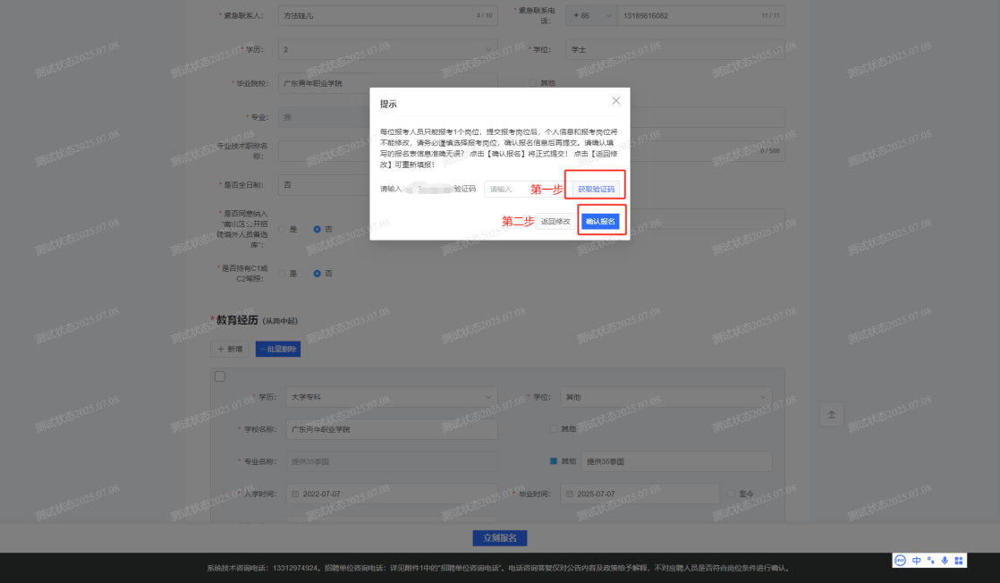 * 紧急联系人: 方法娃儿 4 / 10 * 紧急联系电话: + 86 13189816082 11 / 11
* 学历: 2 * 学位: 学士
* 毕业院校: 广东青年职业学院 其他
* 专业:
专业技术职称名称: 0 / 500
* 是否全日制: 否
* 是否同意纳入
"南山区公开招
聘编外人员备选
库": 是 否
* 是否持有C1或
C2驾照: 是 否
提示
每位报考人员只能报考1个岗位，提交报考岗位后，个人信息和报考岗位将
不能修改，请务必谨慎选择报考岗位，确认报名信息后再提交。请确认填
写的报名表信息准确无误？ 点击【确认报名】将正式提交！ 点击【返回修
改】可重新填报！
请输入 验证码 请输入 第一步 获取验证码
第二步 返回修改 确认报名
* 教育经历 (从高中起)
+ 新增 一批量删除
* 学历: 大学专科 * 学位: 其他
* 学校名称: 广东青年职业学院 其他
* 专业名称: 提供35泰国 其他 提供35泰国
* 入学时间: 2022-07-07 * 毕业时间: 2025-07-07 至今
立刻报名
系统技术咨询电话：13312974924。招聘单位咨询电话：详见附件1中的"招聘单位咨询电话"。电话咨询答复仅对公告内容及政策给予解释，不对应聘人员是否符合岗位条件进行确认。
中
测试状态2025.07.08